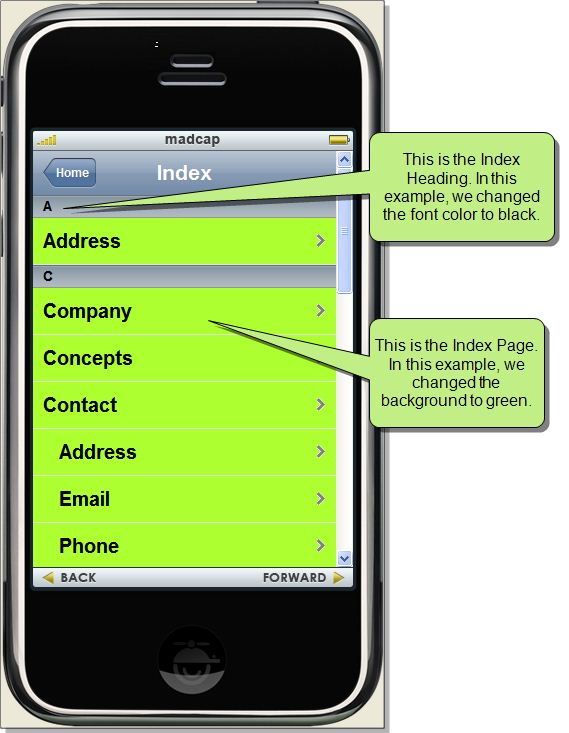 madcap
Home
Index
A
Address
C
Company
Concepts
Contact
Address
Email
Phone
BACK
FORWARD
This is the Index
Heading. In this
example, we changed
the font color to black.
This is the Index Page.
In this example, we
changed the
background to green.